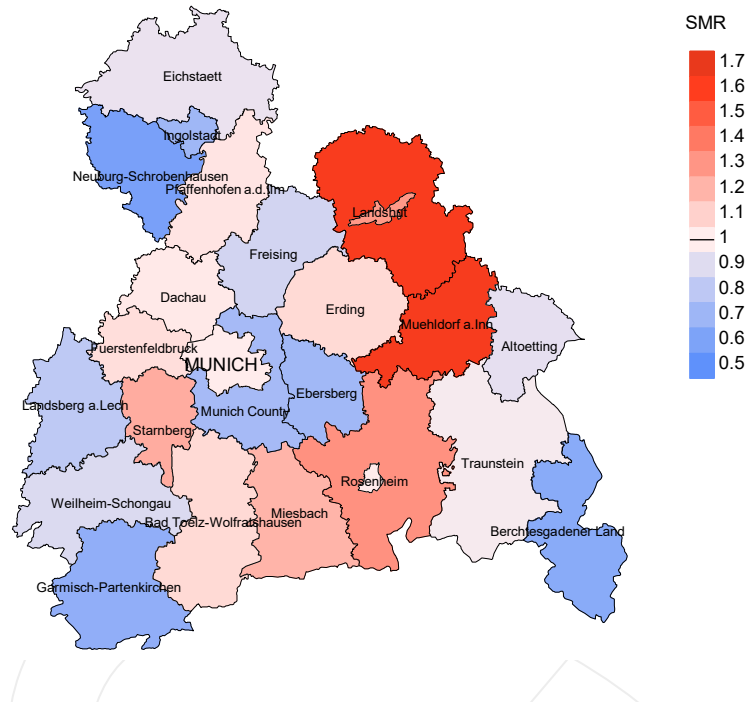 SMR
Eichstaett
1.7
1.6
Ingolstadt
1.5
1.4
Neuburg-Schrobenhausen
1.3
Pfaffenhofen a.d.Ilm
1.2
Landshut
1.1
1
Freising
0.9
0.8
Dachau
Erding
0.7
Muehldorf a.Inn
0.6
Fuerstenfeldbruck
Altoetting
MUNICH
0.5
Ebersberg
Landsberg a.Lech
Munich County
Starnberg
Traunstein
Rosenheim
Weilheim-Schongau
Miesbach
Bad Toelz-Wolfratshausen
Berchtesgadener Land
Garmisch-Partenkirchen